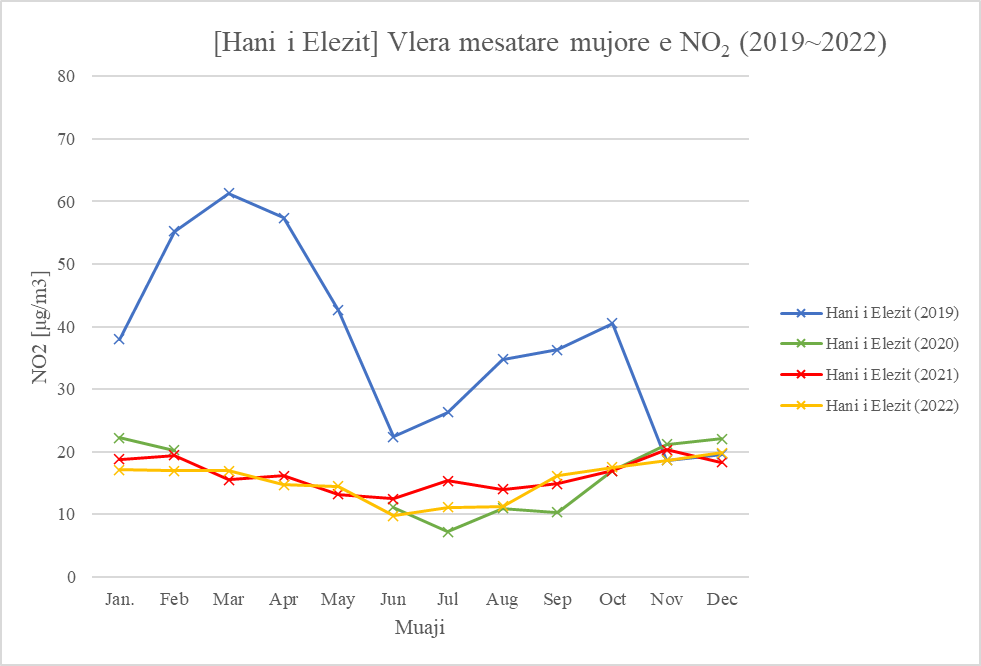 [Hani i Elezit] Vlera mesatare mujore e NO₂ (2019~2022)
80
70
60
50
40
30
20
10
0
NO2 [µg/m3]
Jan. Feb Mar Apr May Jun Jul Aug Sep Oct Nov Dec
Muaji
Hani i Elezit (2019)
Hani i Elezit (2020)
Hani i Elezit (2021)
Hani i Elezit (2022)